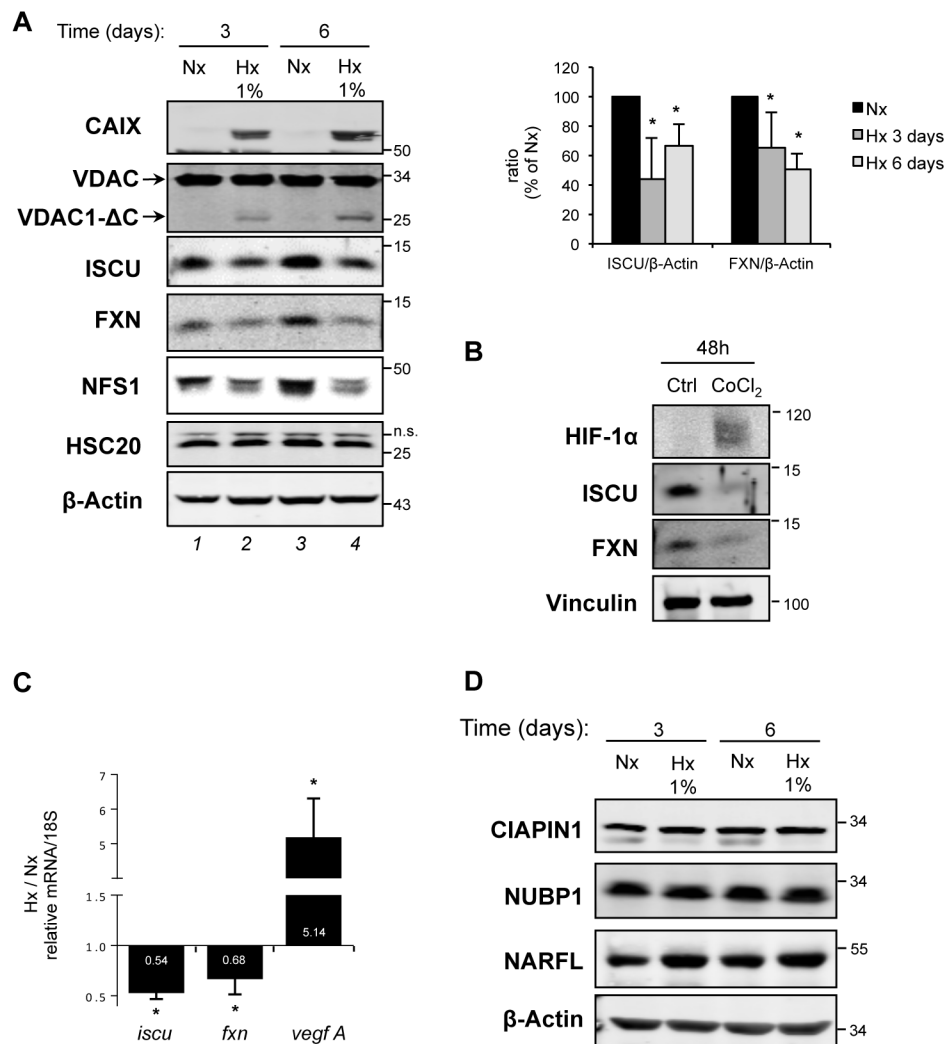 A
Time (days): 3 6
Nx Hx Nx Hx
1% 1%
CAIX 50
VDAC 34
VDAC1-ΔC 25
ISCU 15
FXN 15
NFS1 50
HSC20 n.s.
25
β-Actin 43
1 2 3 4
ratio
(% of Nx)
120
100
80
60
40
20
0
* * * *
ISCU/β-Actin FXN/β-Actin
Nx
Hx 3 days
Hx 6 days
B
48h
Ctrl CoCl₂
HIF-1α 120
ISCU 15
FXN 15
Vinculin 100
C
Hx / Nx
relative mRNA/18S
7
6
5
1.5
1.0
0.5
*
0.54 0.68 5.14
* *
iscu fxn vegf A
D
Time (days): 3 6
Nx Hx Nx Hx
1% 1%
CIAPIN1 34
NUBP1 34
NARFL 55
β-Actin 34